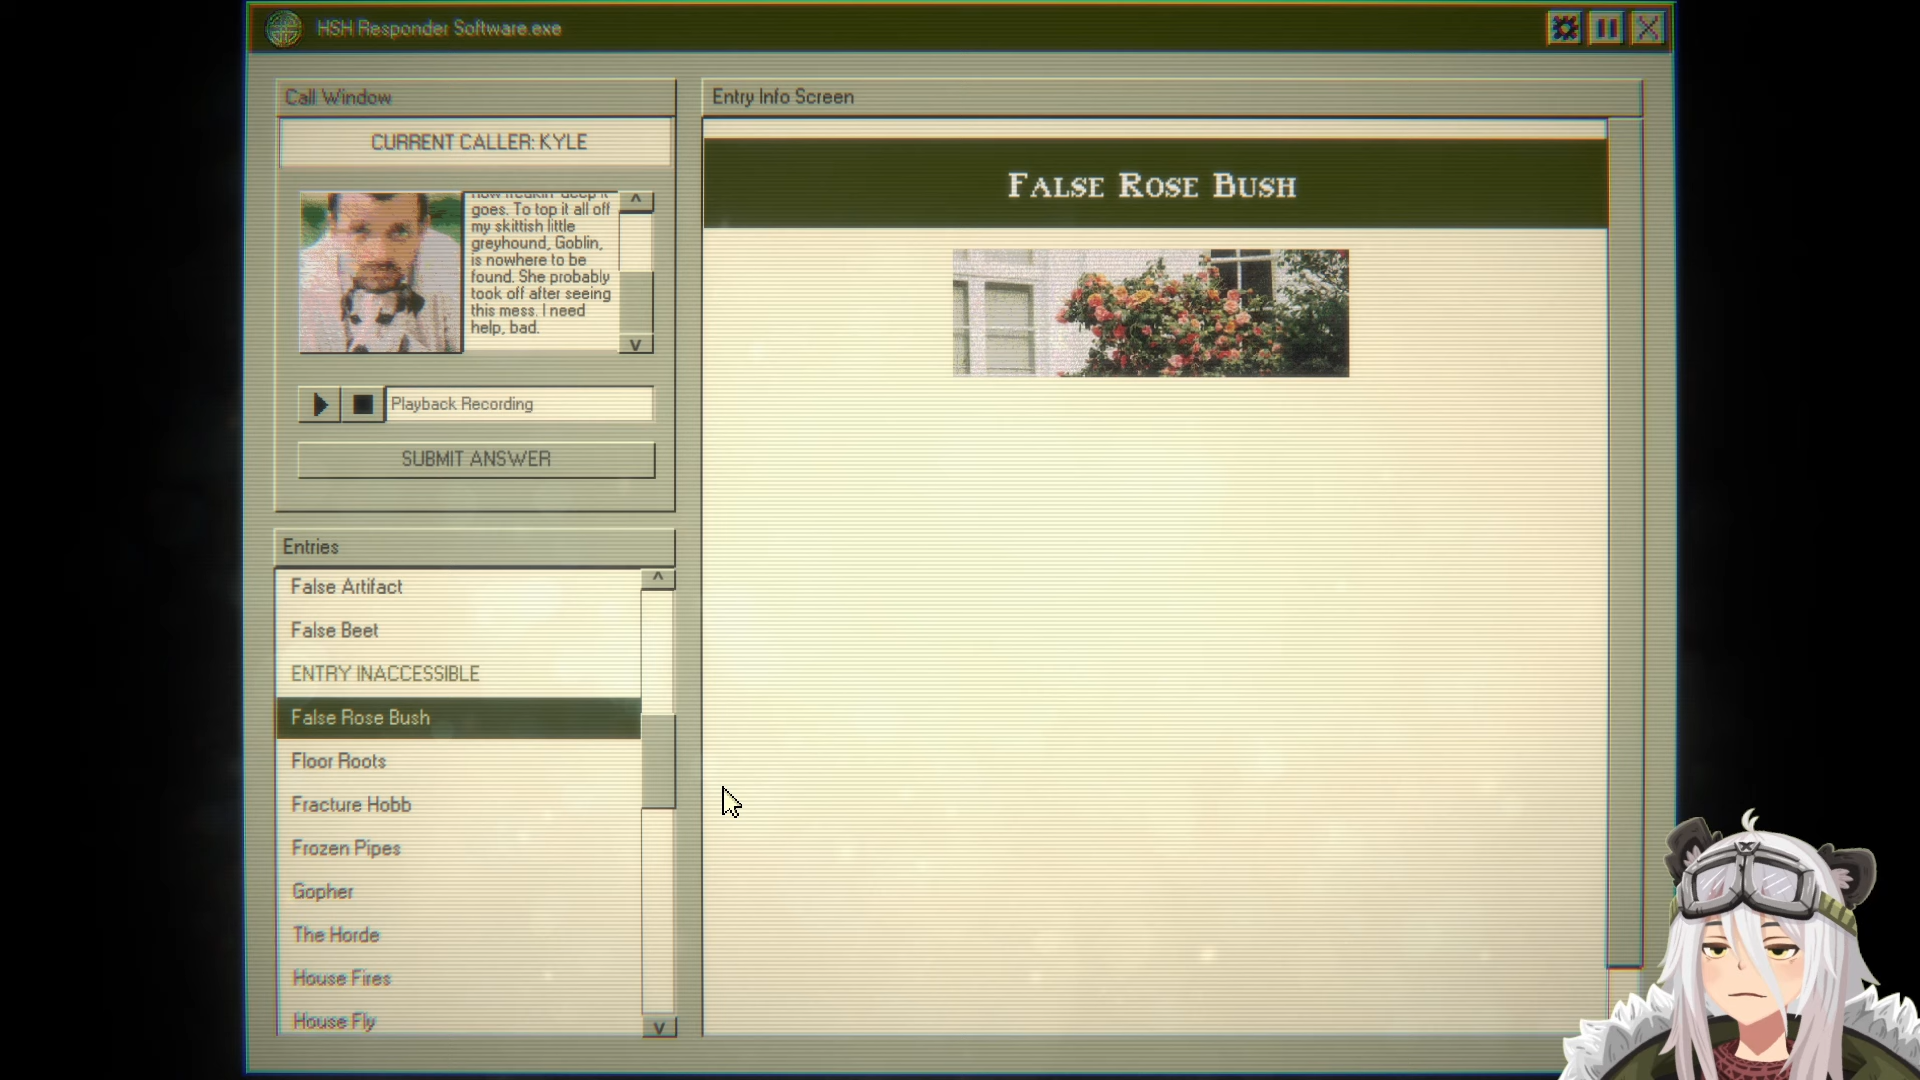 HSH Responder Software.exe
Call Window
CURRENT CALLER: KYLE
goes. To top it all off
my skittish little
greyhound, Goblin,
is nowhere to be
found. She probably
took off after seeing
this mess. I need
help, bad.
Playback Recording
SUBMIT ANSWER
Entries
False Artifact
False Beet
ENTRY INACCESSIBLE
False Rose Bush
Floor Roots
Fracture Hobb
Frozen Pipes
Gopher
The Horde
House Fires
House Fly
Entry Info Screen
False Rose Bush